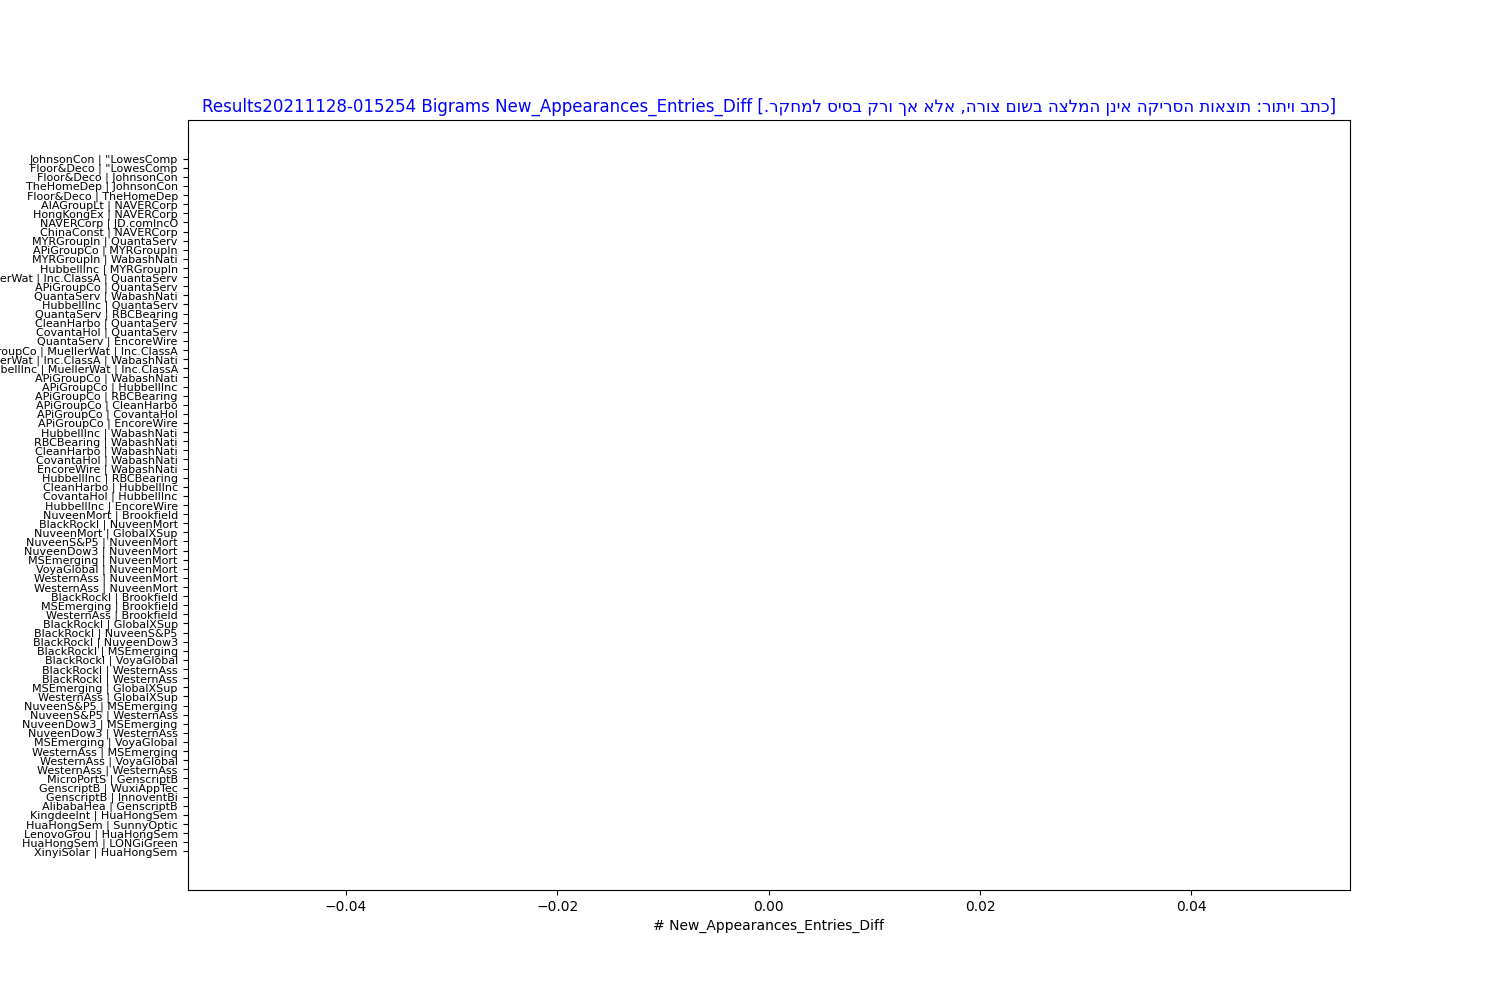 Results20211128-015254 Bigrams New_Appearances_Entries_Diff [כתב ויתור: תוצאות הסריקה אינן המלצה בשום צורה, אלא אך ורק בסיס למחקר.]
JohnsonCon | "LowesComp
Floor&Deco | "LowesComp
Floor&Deco | JohnsonCon
TheHomeDep | JohnsonCon
Floor&Deco | TheHomeDep
AIAGroupLt | NAVERCorp
HongKongEx | NAVERCorp
NAVERCorp | JD.comIncO
ChinaConst | NAVERCorp
MYRGroupIn | QuantaServ
APiGroupCo | MYRGroupIn
MYRGroupIn | WabashNati
HubbellInc | MYRGroupIn
erWat | Inc.ClassA | QuantaServ
APiGroupCo | QuantaServ
QuantaServ | WabashNati
HubbellInc | QuantaServ
QuantaServ | RBCBearing
CleanHarbo | QuantaServ
CovantaHol | QuantaServ
QuantaServ | EncoreWire
roupCo | MuellerWat | Inc.ClassA
erWat | Inc.ClassA | WabashNati
bellInc | MuellerWat | Inc.ClassA
APiGroupCo | WabashNati
APiGroupCo | HubbellInc
APiGroupCo | RBCBearing
APiGroupCo | CleanHarbo
APiGroupCo | CovantaHol
APiGroupCo | EncoreWire
HubbellInc | WabashNati
RBCBearing | WabashNati
CleanHarbo | WabashNati
CovantaHol | WabashNati
EncoreWire | WabashNati
HubbellInc | RBCBearing
CleanHarbo | HubbellInc
CovantaHol | HubbellInc
HubbellInc | EncoreWire
NuveenMort | Brookfield
BlackRockI | NuveenMort
NuveenMort | GlobalXSup
NuveenS&P5 | NuveenMort
NuveenDow3 | NuveenMort
MSEmerging | NuveenMort
VoyaGlobal | NuveenMort
WesternAss | NuveenMort
WesternAss | NuveenMort
BlackRockI | Brookfield
MSEmerging | Brookfield
WesternAss | Brookfield
BlackRockI | GlobalXSup
BlackRockI | NuveenS&P5
BlackRockI | NuveenDow3
BlackRockI | MSEmerging
BlackRockI | VoyaGlobal
BlackRockI | WesternAss
BlackRockI | WesternAss
MSEmerging | GlobalXSup
WesternAss | GlobalXSup
NuveenS&P5 | MSEmerging
NuveenS&P5 | WesternAss
NuveenDow3 | MSEmerging
NuveenDow3 | WesternAss
MSEmerging | VoyaGlobal
WesternAss | MSEmerging
WesternAss | VoyaGlobal
WesternAss | WesternAss
MicroPortS | GenscriptB
GenscriptB | WuxiAppTec
GenscriptB | InnoventBi
AlibabaHea | GenscriptB
KingdeeInt | HuaHongSem
HuaHongSem | SunnyOptic
LenovoGrou | HuaHongSem
HuaHongSem | LONGiGreen
XinyiSolar | HuaHongSem
−0.04 −0.02 0.00 0.02 0.04
# New_Appearances_Entries_Diff